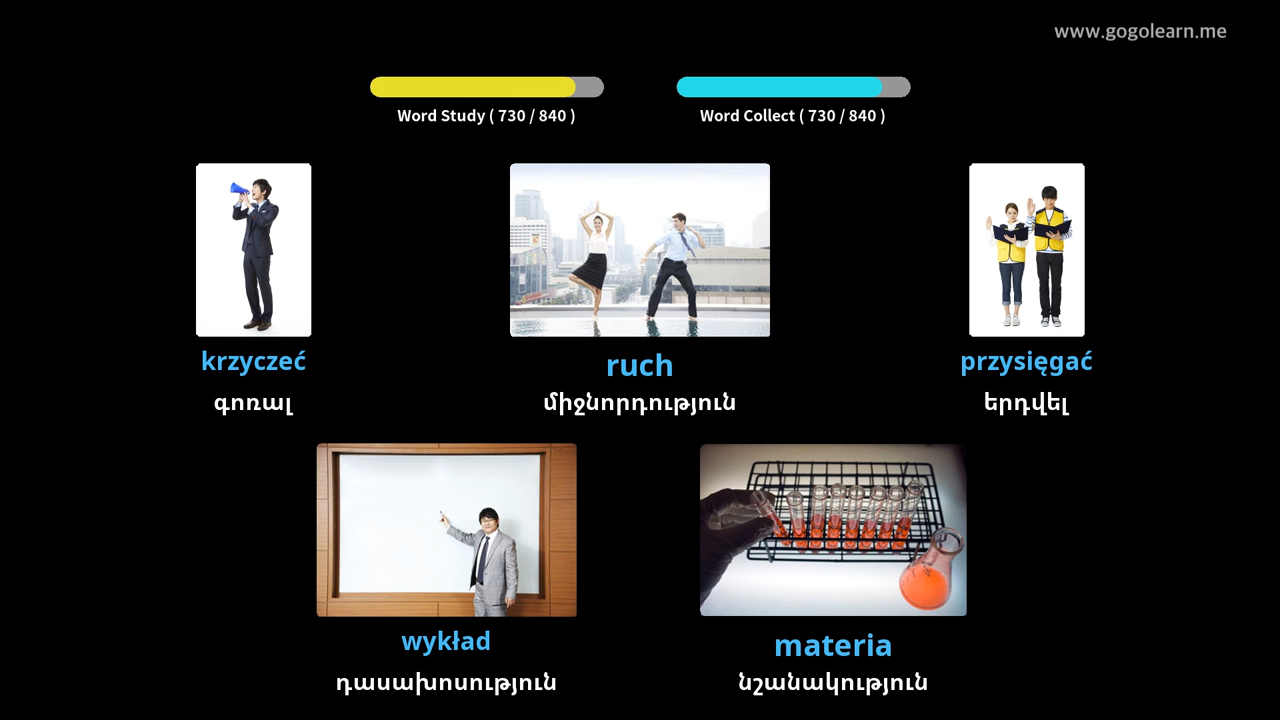 www.gogolearn.me
Word Study ( 730 / 840 )
Word Collect ( 730 / 840 )
krzyczeć
գոռալ
ruch
միջնորդություն
przysięgać
երդվել
wykład
դասախոսություն
materia
նշանակություն